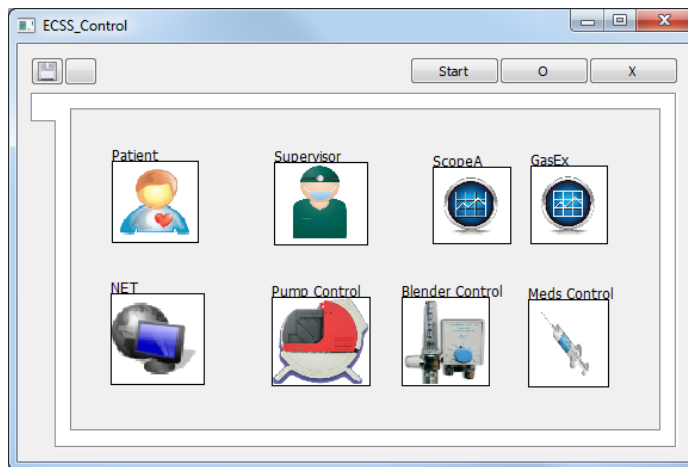 ECSS_Control
Start O X
Patient Supervisor ScopeA GasEx
NET Pump Control Blender Control Meds Control